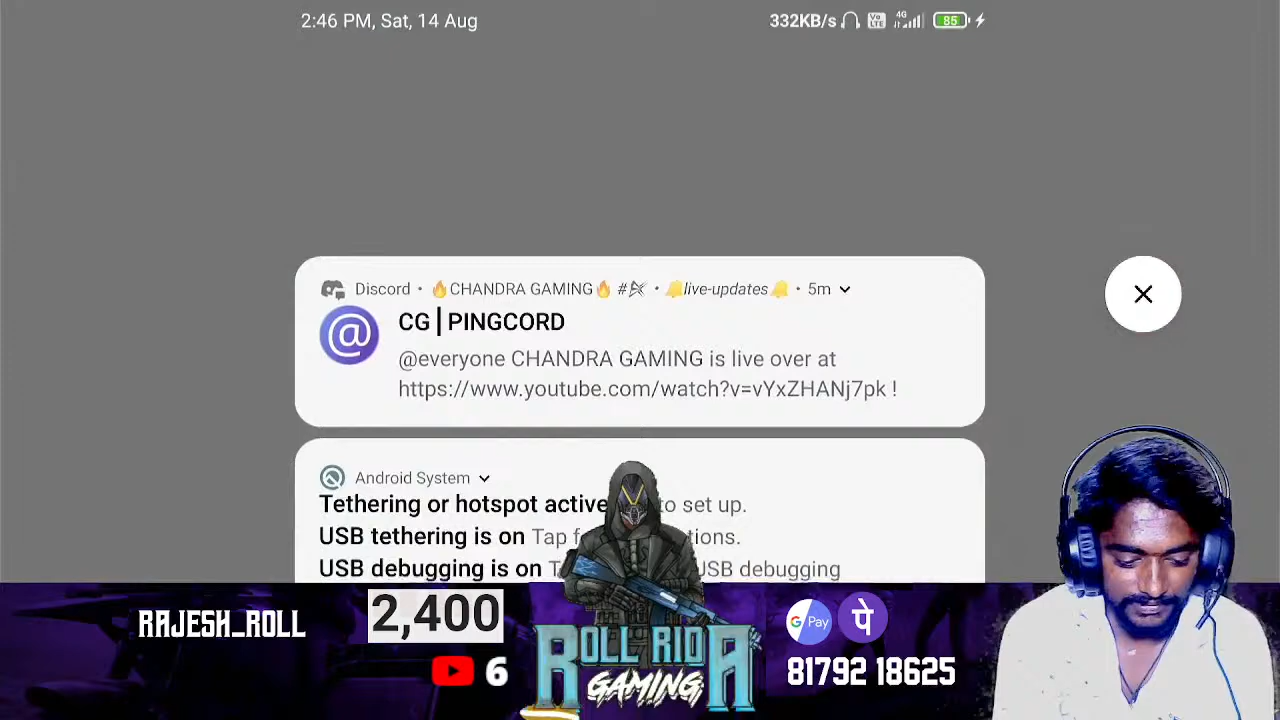 2:46 PM, Sat, 14 Aug
332KB/s 4G 85
Discord • 🔥CHANDRA GAMING🔥 # • 🔔live-updates🔔 • 5m
@
CG | PINGCORD
@everyone CHANDRA GAMING is live over at
https://www.youtube.com/watch?v=vYxZHANj7pk !
Android System
Tethering or hotspot active to set up.
USB tethering is on Tap
USB debugging is on USB debugging
RAJESH_ROLL
2,400
6
ROLL RIDA
GAMING
G Pay पे
81792 18625